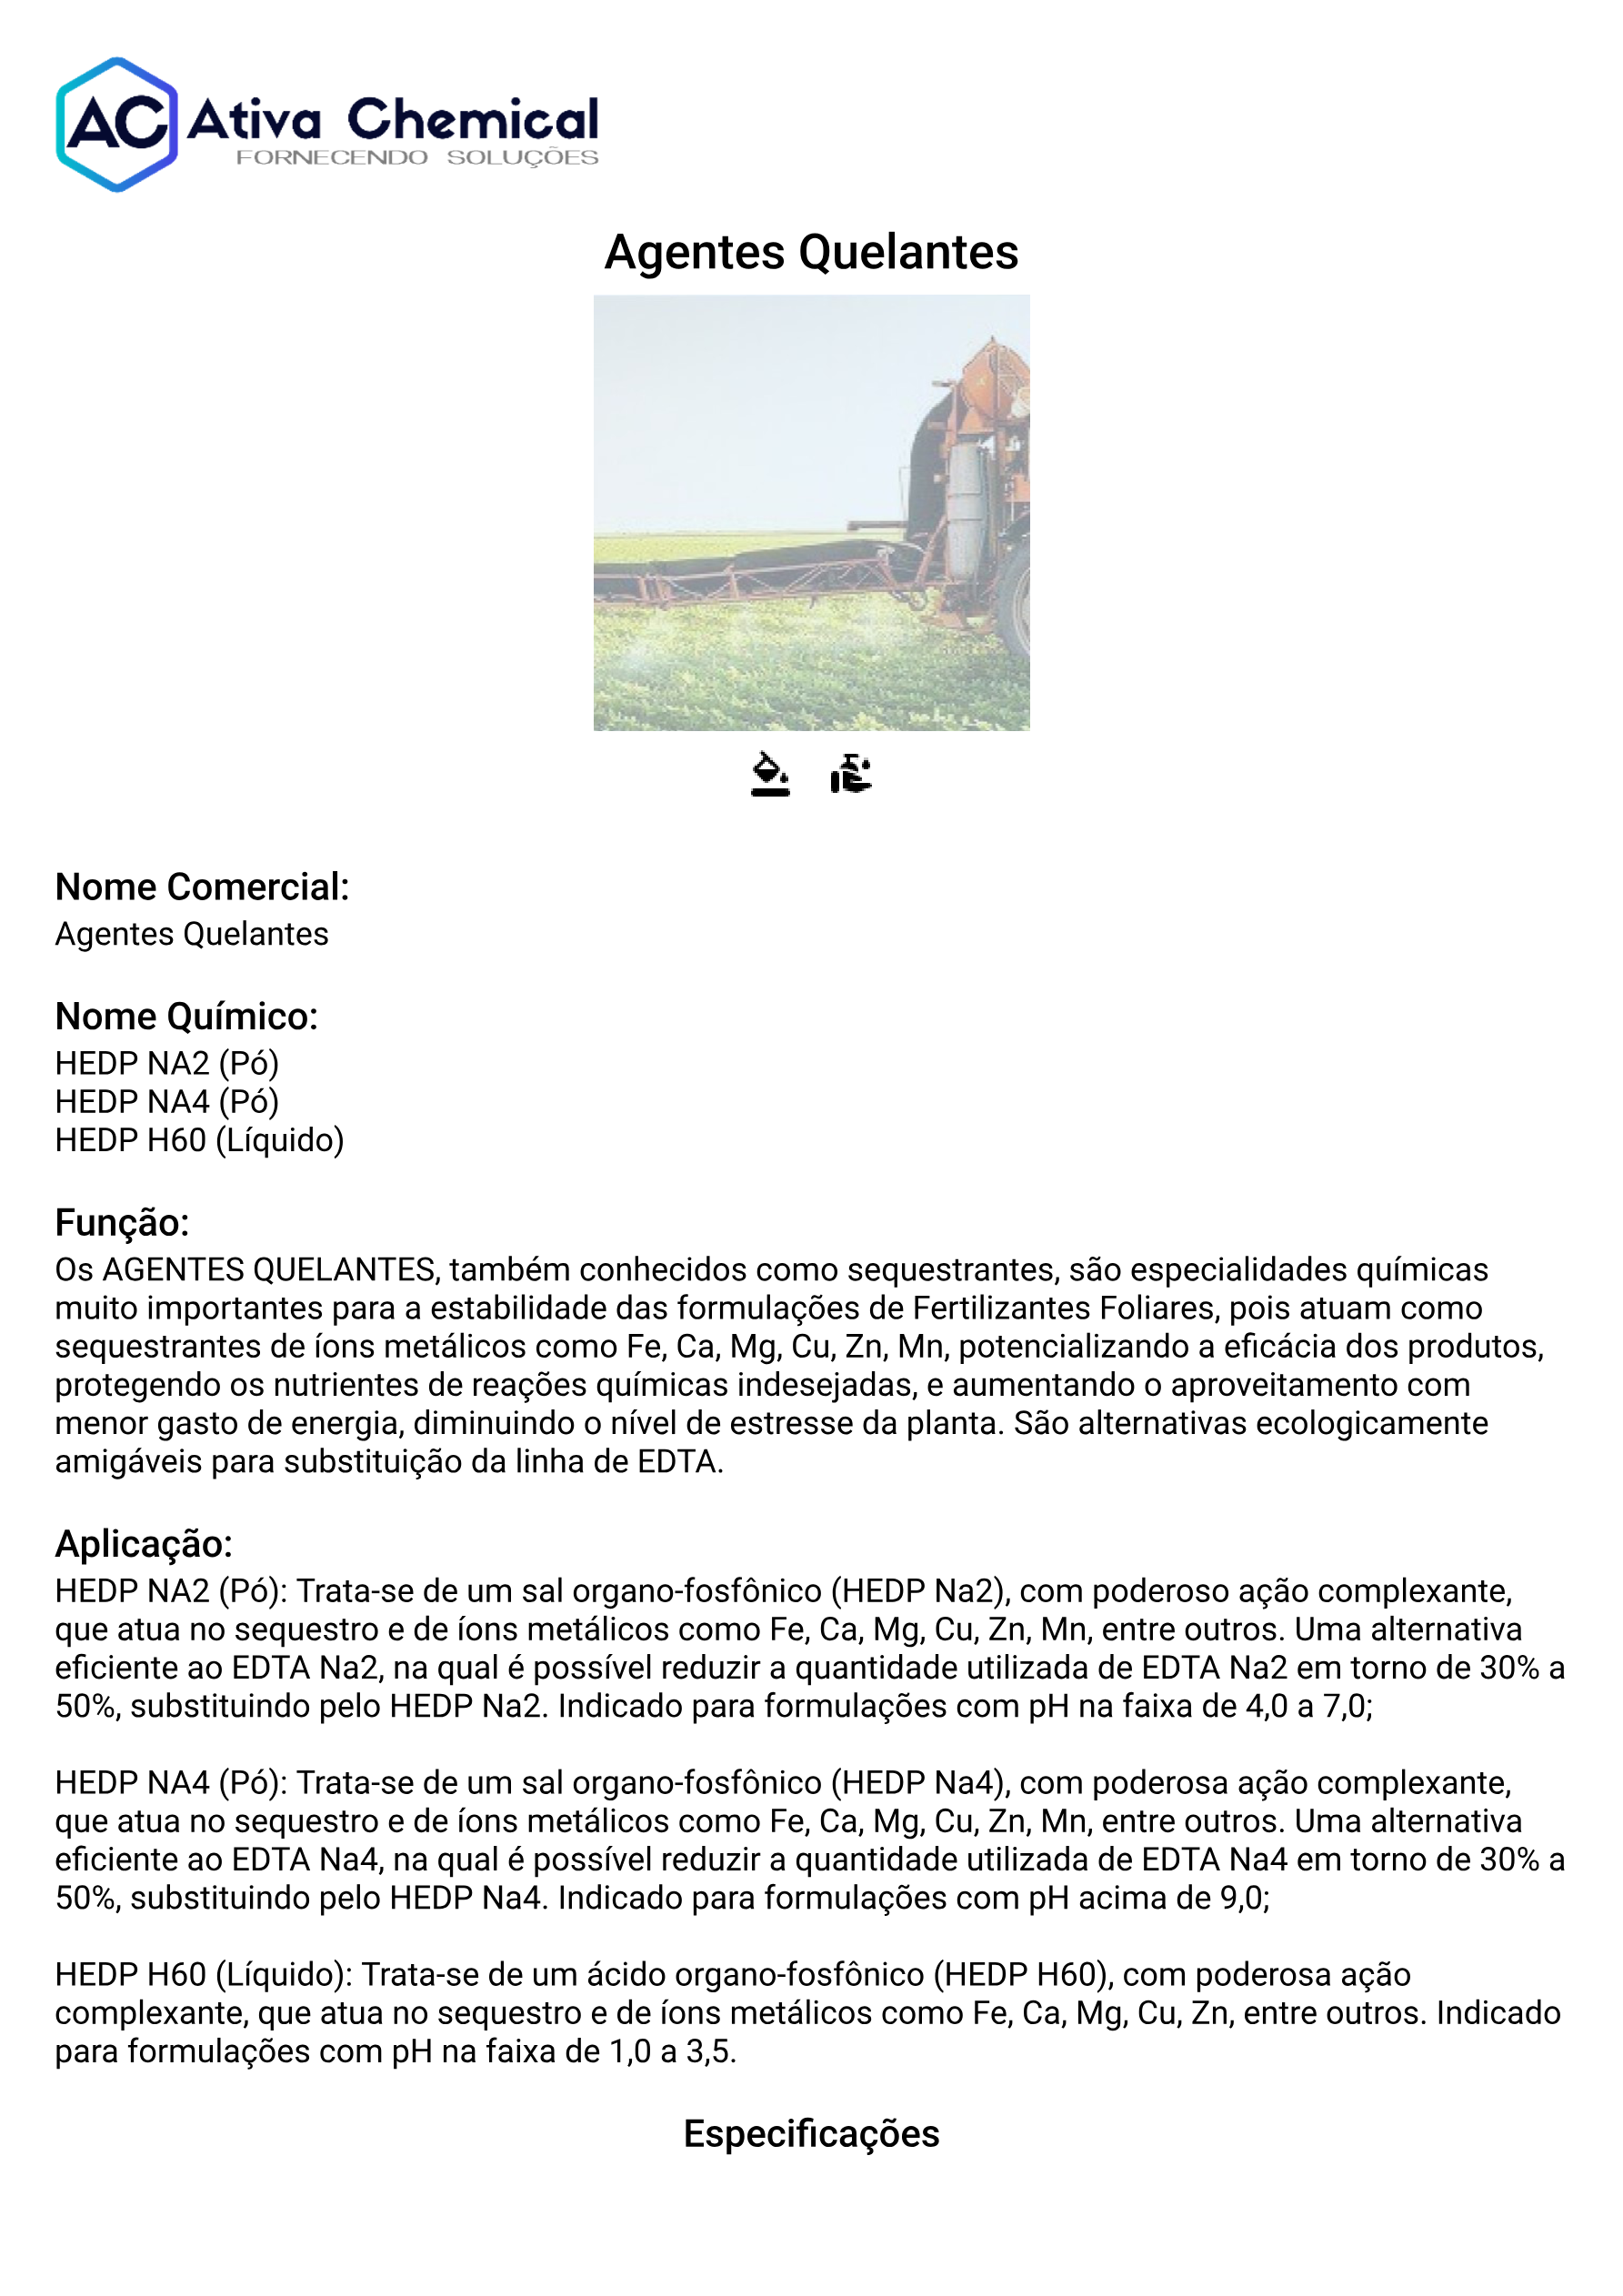 AC Ativa Chemical
FORNECENDO SOLUÇÕES
Agentes Quelantes
Nome Comercial:
Agentes Quelantes
Nome Químico:
HEDP NA2 (Pó)
HEDP NA4 (Pó)
HEDP H60 (Líquido)
Função:
Os AGENTES QUELANTES, também conhecidos como sequestrantes, são especialidades químicas
muito importantes para a estabilidade das formulações de Fertilizantes Foliares, pois atuam como
sequestrantes de íons metálicos como Fe, Ca, Mg, Cu, Zn, Mn, potencializando a eficácia dos produtos,
protegendo os nutrientes de reações químicas indesejadas, e aumentando o aproveitamento com
menor gasto de energia, diminuindo o nível de estresse da planta. São alternativas ecologicamente
amigáveis para substituição da linha de EDTA.
Aplicação:
HEDP NA2 (Pó): Trata-se de um sal organo-fosfônico (HEDP Na2), com poderoso ação complexante,
que atua no sequestro e de íons metálicos como Fe, Ca, Mg, Cu, Zn, Mn, entre outros. Uma alternativa
eficiente ao EDTA Na2, na qual é possível reduzir a quantidade utilizada de EDTA Na2 em torno de 30% a
50%, substituindo pelo HEDP Na2. Indicado para formulações com pH na faixa de 4,0 a 7,0;
HEDP NA4 (Pó): Trata-se de um sal organo-fosfônico (HEDP Na4), com poderosa ação complexante,
que atua no sequestro e de íons metálicos como Fe, Ca, Mg, Cu, Zn, Mn, entre outros. Uma alternativa
eficiente ao EDTA Na4, na qual é possível reduzir a quantidade utilizada de EDTA Na4 em torno de 30% a
50%, substituindo pelo HEDP Na4. Indicado para formulações com pH acima de 9,0;
HEDP H60 (Líquido): Trata-se de um ácido organo-fosfônico (HEDP H60), com poderosa ação
complexante, que atua no sequestro e de íons metálicos como Fe, Ca, Mg, Cu, Zn, entre outros. Indicado
para formulações com pH na faixa de 1,0 a 3,5.
Especificações